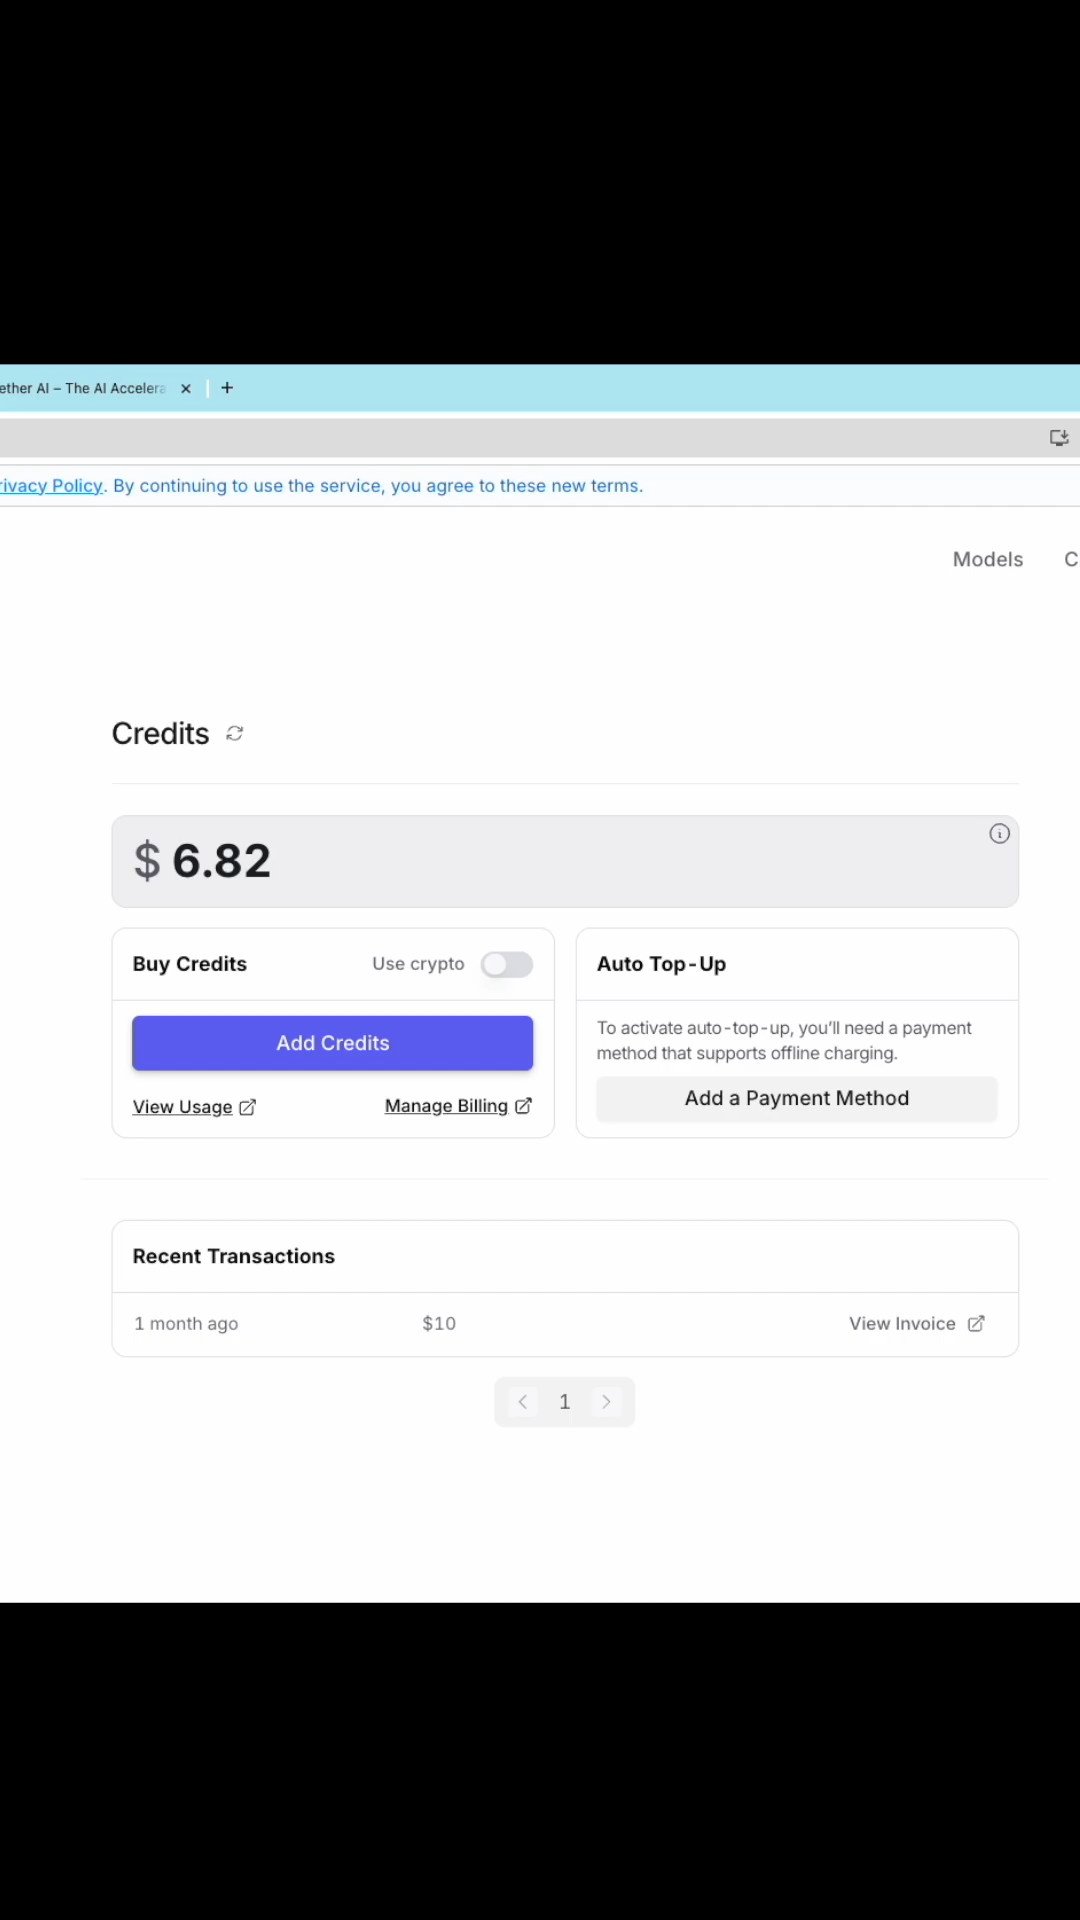 ether AI – The AI Accelera
rivacy Policy. By continuing to use the service, you agree to these new terms.
Models C
Credits
$ 6.82
Buy Credits
Use crypto
Add Credits
View Usage
Manage Billing
Auto Top-Up
To activate auto-top-up, you’ll need a payment
method that supports offline charging.
Add a Payment Method
Recent Transactions
1 month ago $10 View Invoice
1